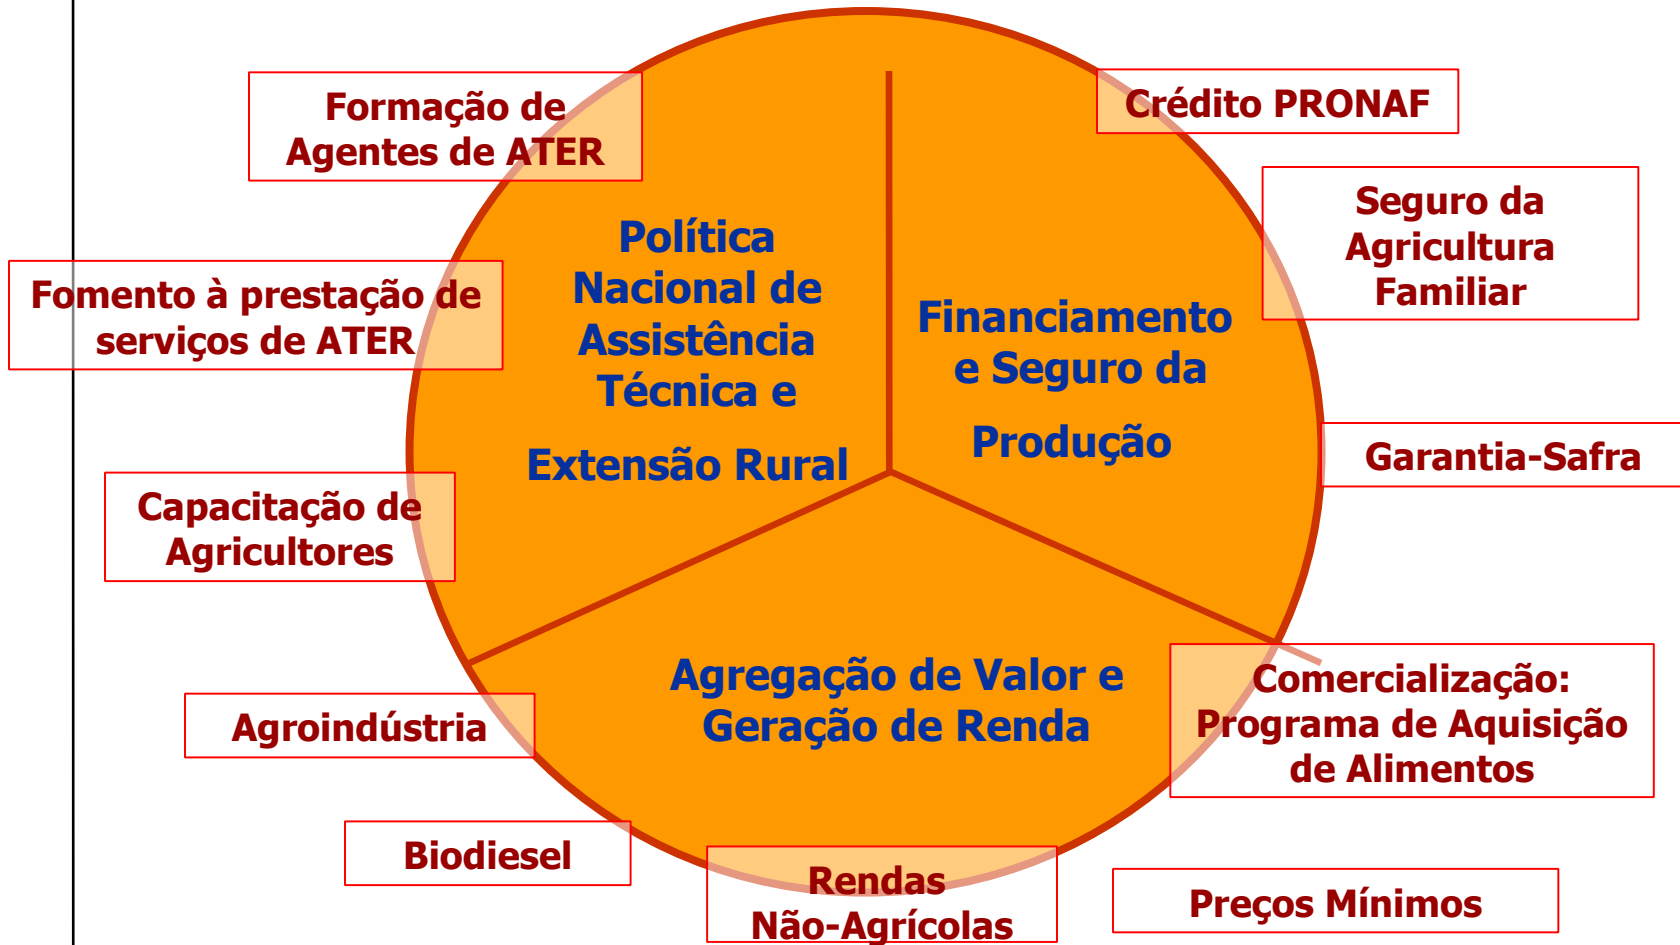 Formação de
Agentes de ATER
Crédito PRONAF
Seguro da
Agricultura
Familiar
Política
Nacional de
Assistência
Técnica e
Extensão Rural
Fomento à prestação de
serviços de ATER
Financiamento
e Seguro da
Produção
Garantia-Safra
Capacitação de
Agricultores
Agregação de Valor e
Geração de Renda
Comercialização:
Programa de Aquisição
de Alimentos
Agroindústria
Biodiesel
Rendas
Não-Agrícolas
Preços Mínimos